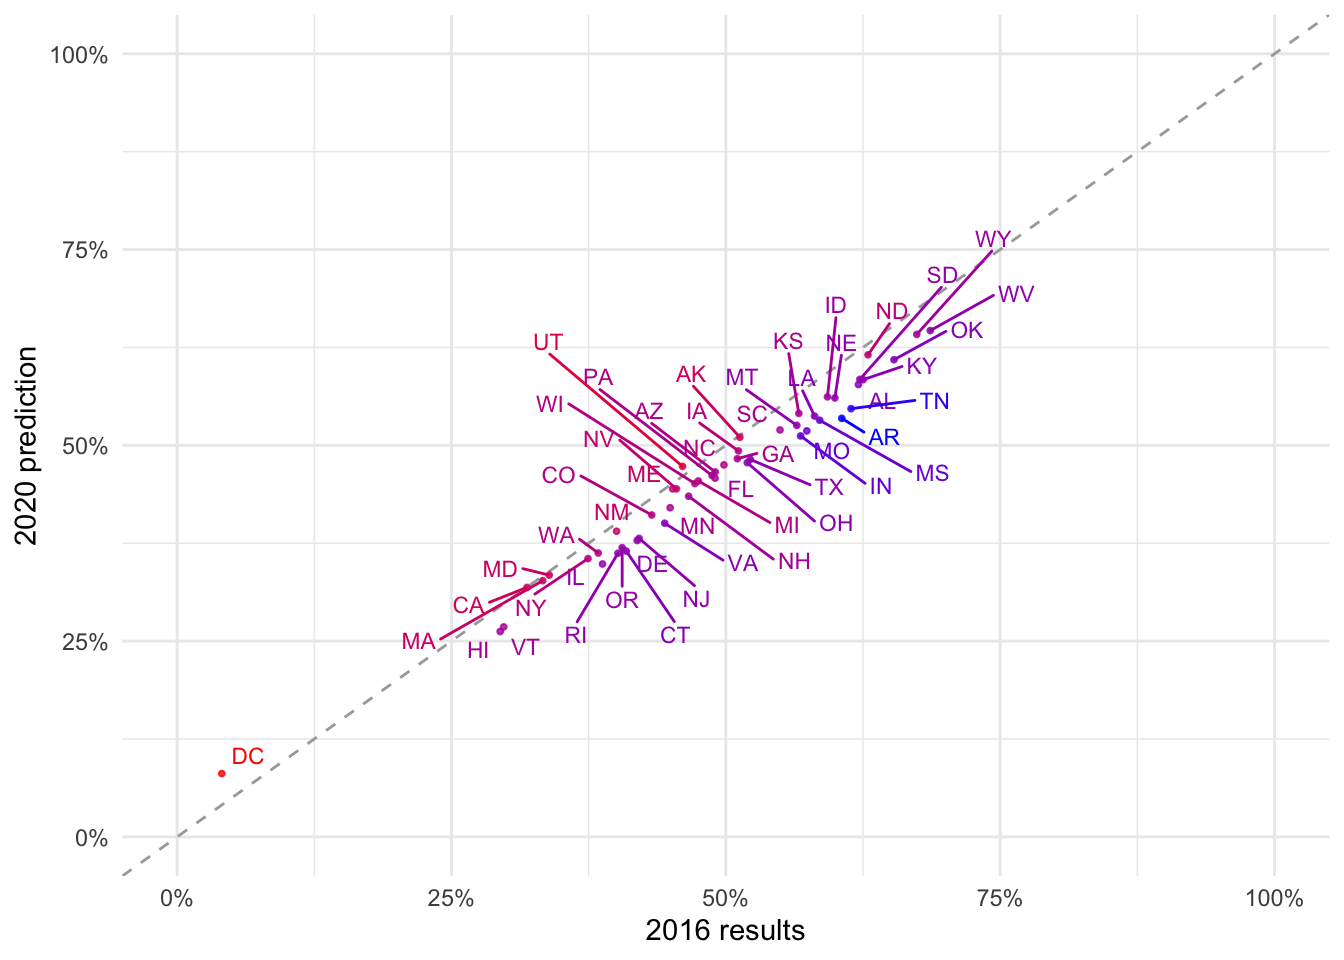 100%
75%
50%
25%
0%
2020 prediction
WY
SD
WV
ID
ND
OK
UT
KS
NE
KY
PA
AK
MT
LA
WI
AZ
IA
SC
AL
TN
NV
NC
GA
MO
AR
CO
ME
FL
TX
IN
MS
NM
MN
MI
OH
WA
MD
IL
DE
VA
NH
CA
NY
OR
NJ
MA
HI
VT
RI
CT
DC
0%
25%
50%
75%
100%
2016 results